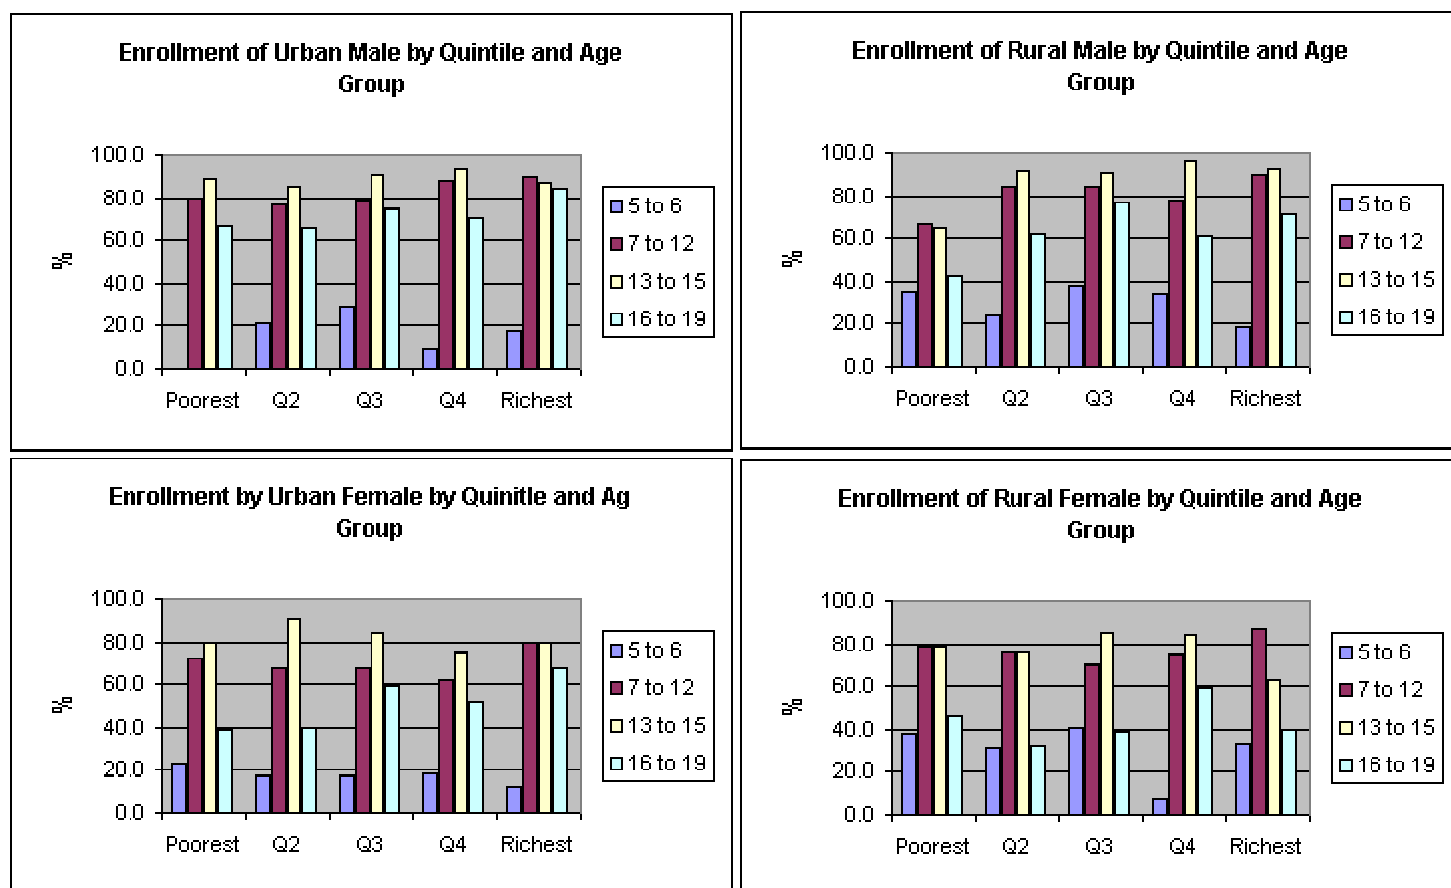 Enrollment of Urban Male by Quintile and Age
Group
100.0
80.0
60.0
40.0
20.0
0.0
%
Poorest Q2 Q3 Q4 Richest
5 to 6
7 to 12
13 to 15
16 to 19
Enrollment of Rural Male by Quintile and Age
Group
100.0
80.0
60.0
40.0
20.0
0.0
%
Poorest Q2 Q3 Q4 Richest
5 to 6
7 to 12
13 to 15
16 to 19
Enrollment by Urban Female by Quinitle and Ag
Group
100.0
80.0
60.0
40.0
20.0
0.0
%
Poorest Q2 Q3 Q4 Richest
5 to 6
7 to 12
13 to 15
16 to 19
Enrollment of Rural Female by Quintile and Age
Group
100.0
80.0
60.0
40.0
20.0
0.0
%
Poorest Q2 Q3 Q4 Richest
5 to 6
7 to 12
13 to 15
16 to 19